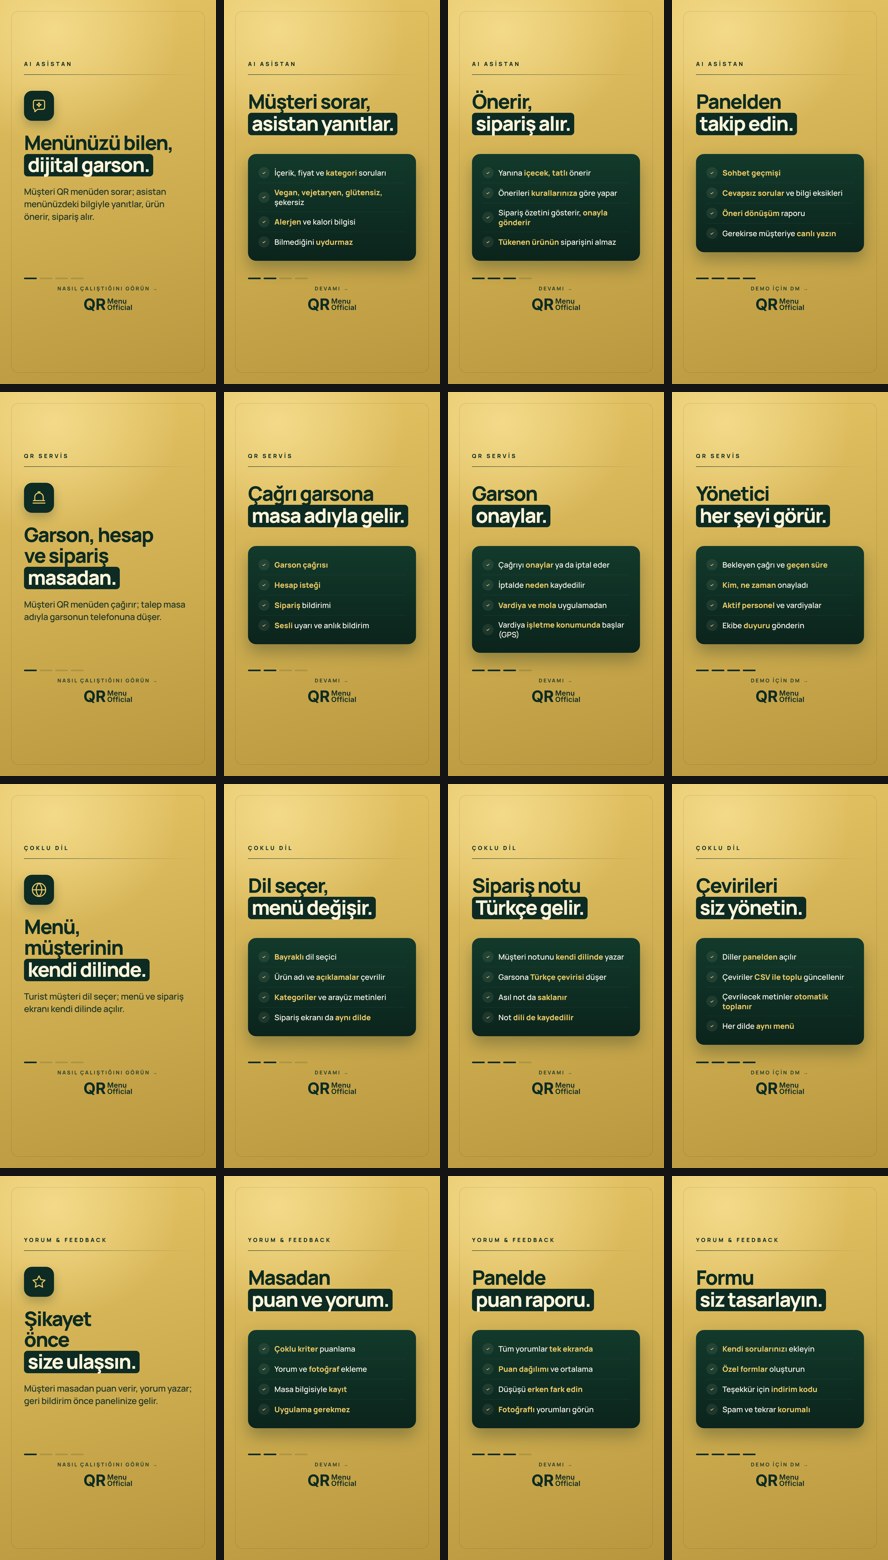 AI ASİSTAN
Menünüzü bilen,
dijital garson.
Müşteri QR menüden sorar; asistan
menünüzdeki bilgiyle yanıtlar, ürün
önerir, sipariş alır.
NASIL ÇALIŞTIĞINI GÖRÜN →
QR Menu
Official
AI ASİSTAN
Müşteri sorar,
asistan yanıtlar.
İçerik, fiyat ve kategori soruları
Vegan, vejetaryen, glütensiz,
şekersiz
Alerjen ve kalori bilgisi
Bilmediğini uydurmaz
DEVAMI →
QR Menu
Official
AI ASİSTAN
Önerir,
sipariş alır.
Yanına içecek, tatlı önerir
Önerileri kurallarınıza göre yapar
Sipariş özetini gösterir, onayla
gönderir
Tükenen ürünün siparişini almaz
DEVAMI →
QR Menu
Official
AI ASİSTAN
Panelden
takip edin.
Sohbet geçmişi
Cevapsız sorular ve bilgi eksikleri
Öneri dönüşüm raporu
Gerekirse müşteriye canlı yazın
DEMO İÇİN DM →
QR Menu
Official
QR SERVİS
Garson, hesap
ve sipariş
masadan.
Müşteri QR menüden çağırır; talep masa
adıyla garsonun telefonuna düşer.
NASIL ÇALIŞTIĞINI GÖRÜN →
QR Menu
Official
QR SERVİS
Çağrı garsona
masa adıyla gelir.
Garson çağrısı
Hesap isteği
Sipariş bildirimi
Sesli uyarı ve anlık bildirim
DEVAMI →
QR Menu
Official
QR SERVİS
Garson
onaylar.
Çağrıyı onaylar ya da iptal eder
İptalde neden kaydedilir
Vardiya ve mola uygulamadan
Vardiya işletme konumunda başlar
(GPS)
DEVAMI →
QR Menu
Official
QR SERVİS
Yönetici
her şeyi görür.
Bekleyen çağrı ve geçen süre
Kim, ne zaman onayladı
Aktif personel ve vardiyalar
Ekibe duyuru gönderin
DEMO İÇİN DM →
QR Menu
Official
ÇOKLU DİL
Menü,
müşterinin
kendi dilinde.
Turist müşteri dil seçer; menü ve sipariş
ekranı kendi dilinde açılır.
NASIL ÇALIŞTIĞINI GÖRÜN →
QR Menu
Official
ÇOKLU DİL
Dil seçer,
menü değişir.
Bayraklı dil seçici
Ürün adı ve açıklamalar çevrilir
Kategoriler ve arayüz metinleri
Sipariş ekranı da aynı dilde
DEVAMI →
QR Menu
Official
ÇOKLU DİL
Sipariş notu
Türkçe gelir.
Müşteri notunu kendi dilinde yazar
Garsona Türkçe çevirisi düşer
Asıl not da saklanır
Not dili de kaydedilir
DEVAMI →
QR Menu
Official
ÇOKLU DİL
Çevirileri
siz yönetin.
Diller panelden açılır
Çeviriler CSV ile toplu güncellenir
Çevrilecek metinler otomatik
toplanır
Her dilde aynı menü
DEMO İÇİN DM →
QR Menu
Official
YORUM & FEEDBACK
Şikayet
önce
size ulaşsın.
Müşteri masadan puan verir, yorum yazar;
geri bildirim önce panelinize gelir.
NASIL ÇALIŞTIĞINI GÖRÜN →
QR Menu
Official
YORUM & FEEDBACK
Masadan
puan ve yorum.
Çoklu kriter puanlama
Yorum ve fotoğraf ekleme
Masa bilgisiyle kayıt
Uygulama gerekmez
DEVAMI →
QR Menu
Official
YORUM & FEEDBACK
Panelde
puan raporu.
Tüm yorumlar tek ekranda
Puan dağılımı ve ortalama
Düşüşü erken fark edin
Fotoğraflı yorumları görün
DEVAMI →
QR Menu
Official
YORUM & FEEDBACK
Formu
siz tasarlayın.
Kendi sorularınızı ekleyin
Özel formlar oluşturun
Teşekkür için indirim kodu
Spam ve tekrar korumalı
DEMO İÇİN DM →
QR Menu
Official